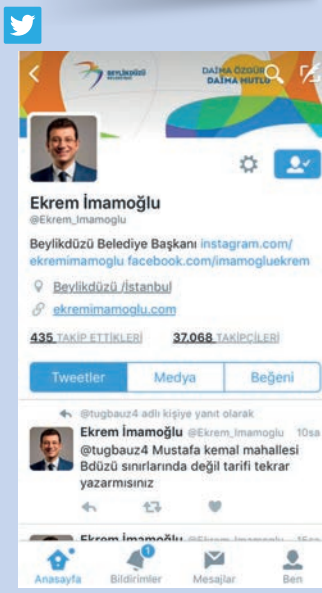 BEYLİKDÜZÜ
BELEDİYESİ
DAİMA ÖZGÜR
DAİMA MUTLU
Ekrem İmamoğlu
@Ekrem_Imamoglu
Beylikdüzü Belediye Başkanı instagram.com/
ekremimamoglu facebook.com/imamogluekrem
Beylikdüzü /İstanbul
ekremimamoglu.com
435 TAKİP ETTİKLERİ 37.068 TAKİPÇİLERİ
Tweetler Medya Beğeni
@tugbauz4 adlı kişiye yanıt olarak
Ekrem İmamoğlu @Ekrem_Imamoglu 10sa
@tugbauz4 Mustafa kemal mahallesi
Bdüzü sınırlarında değil tarifi tekrar
yazarmısınız
Ekrem İmamoğlu @Ekrem_Imamoglu
1
Anasayfa Bildirimler Mesajlar Ben